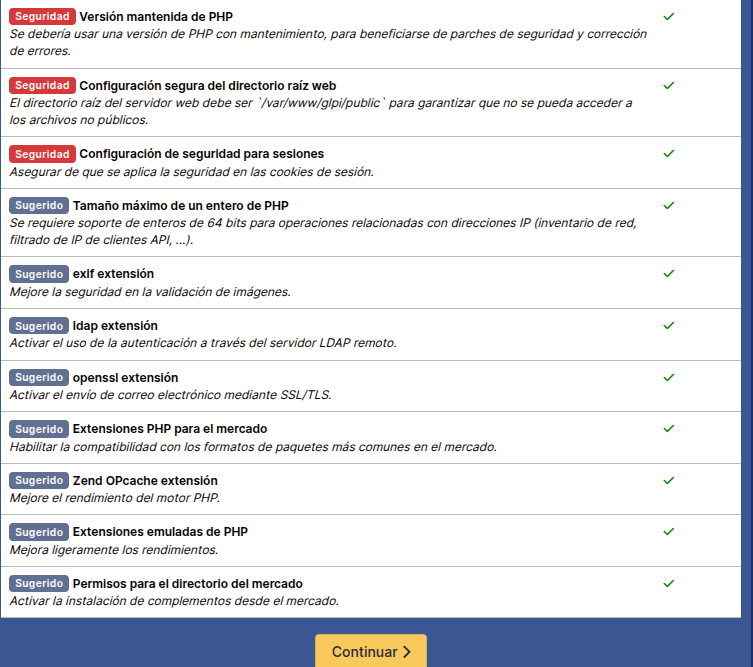 Seguridad Versión mantenida de PHP
Se debería usar una versión de PHP con mantenimiento, para beneficiarse de parches de seguridad y corrección
de errores.
Seguridad Configuración segura del directorio raíz web
El directorio raíz del servidor web debe ser `/var/www/glpi/public` para garantizar que no se pueda acceder a
los archivos no públicos.
Seguridad Configuración de seguridad para sesiones
Asegurar de que se aplica la seguridad en las cookies de sesión.
Sugerido Tamaño máximo de un entero de PHP
Se requiere soporte de enteros de 64 bits para operaciones relacionadas con direcciones IP (inventario de red,
filtrado de IP de clientes API, ...).
Sugerido exif extensión
Mejore la seguridad en la validación de imágenes.
Sugerido ldap extensión
Activar el uso de la autenticación a través del servidor LDAP remoto.
Sugerido openssl extensión
Activar el envío de correo electrónico mediante SSL/TLS.
Sugerido Extensiones PHP para el mercado
Habilitar la compatibilidad con los formatos de paquetes más comunes en el mercado.
Sugerido Zend OPcache extensión
Mejore el rendimiento del motor PHP.
Sugerido Extensiones emuladas de PHP
Mejora ligeramente los rendimientos.
Sugerido Permisos para el directorio del mercado
Activar la instalación de complementos desde el mercado.
Continuar